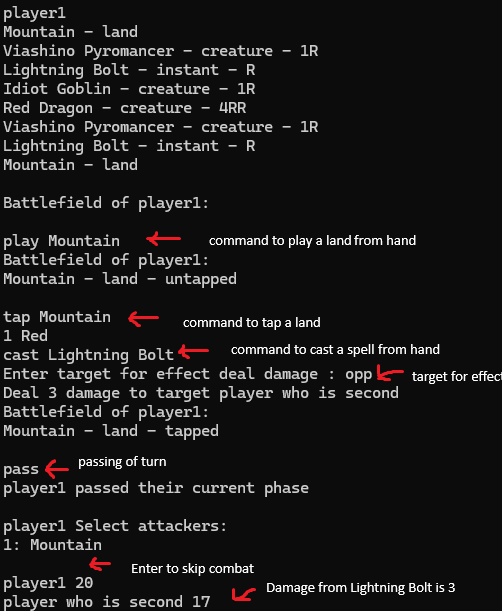 player1
Mountain - land
Viashino Pyromancer - creature - 1R
Lightning Bolt - instant - R
Idiot Goblin - creature - 1R
Red Dragon - creature - 4RR
Viashino Pyromancer - creature - 1R
Lightning Bolt - instant - R
Mountain - land
Battlefield of player1:
play Mountain command to play a land from hand
Battlefield of player1:
Mountain - land - untapped
tap Mountain command to tap a land
1 Red
cast Lightning Bolt command to cast a spell from hand
Enter target for effect deal damage : opp target for effect
Deal 3 damage to target player who is second
Battlefield of player1:
Mountain - land - tapped
pass passing of turn
player1 passed their current phase
player1 Select attackers:
1: Mountain
Enter to skip combat
player1 20
player who is second 17 Damage from Lightning Bolt is 3